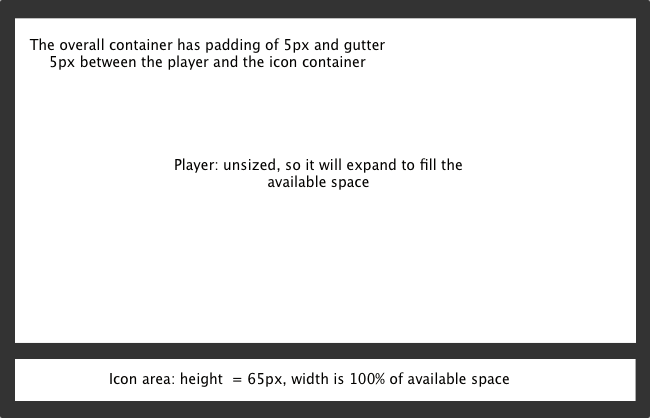 The overall container has padding of 5px and gutter
5px between the player and the icon container
Player: unsized, so it will expand to fill the
available space
Icon area: height  = 65px, width is 100% of available space